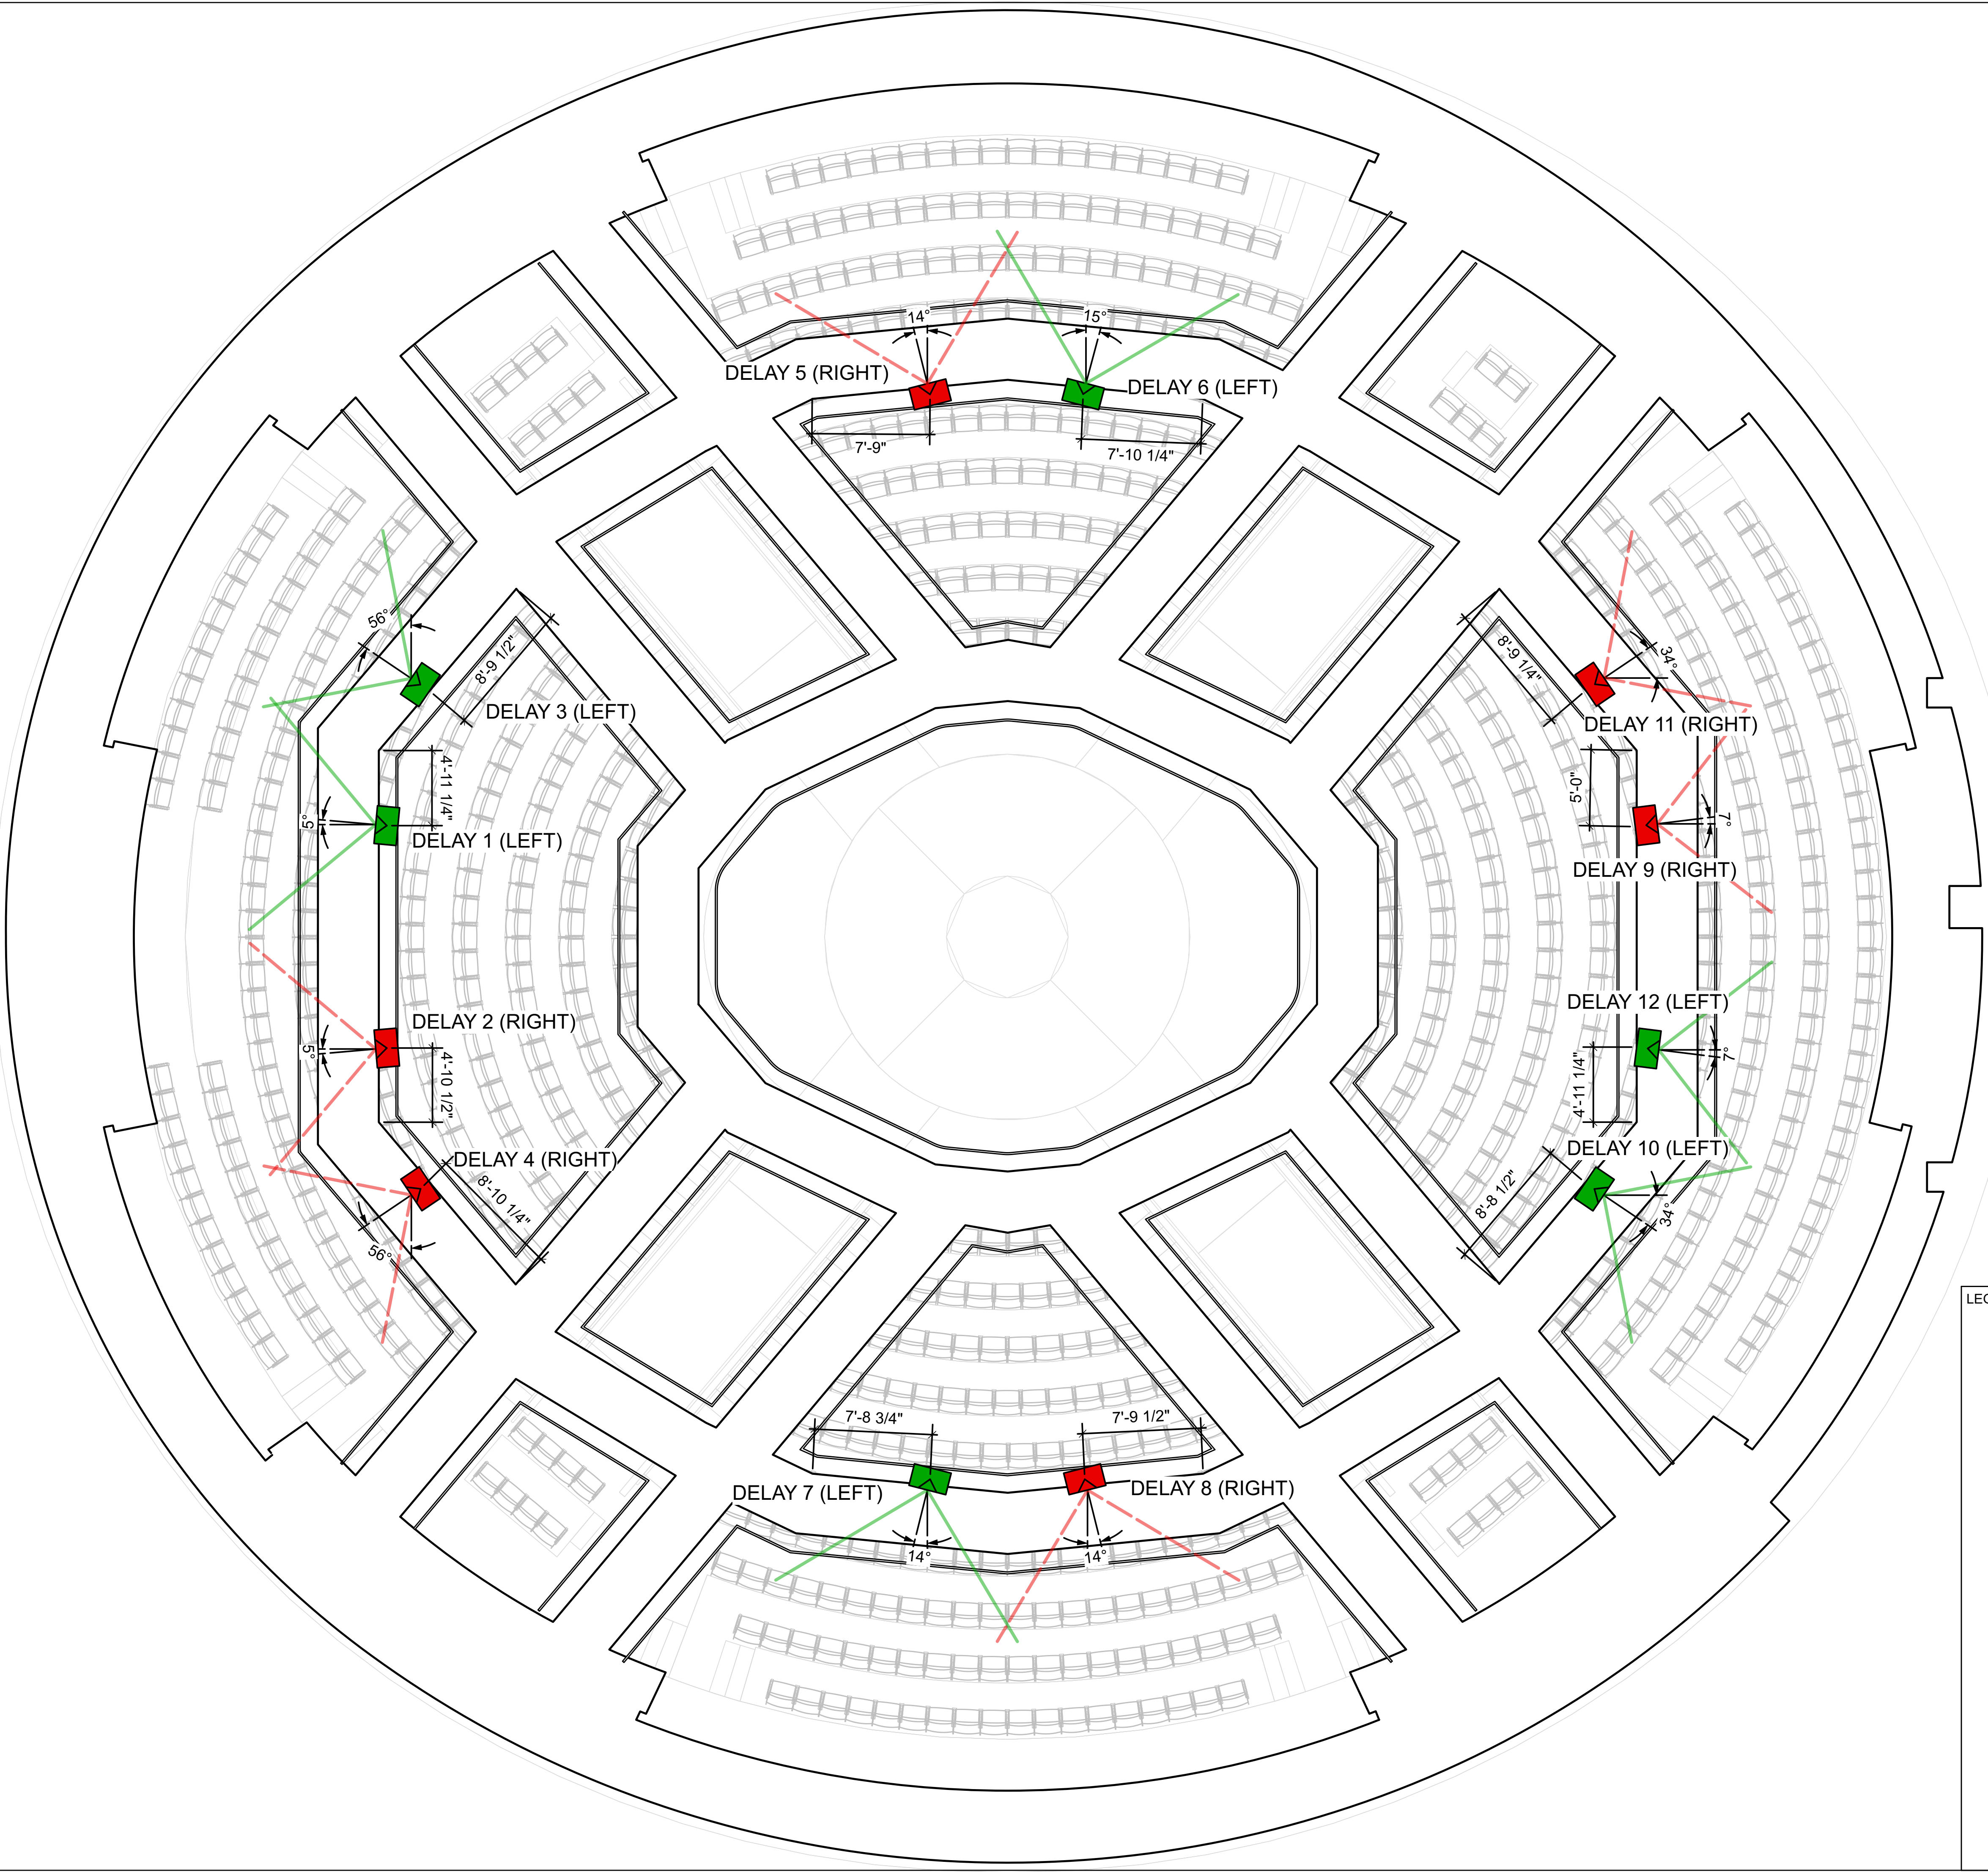 14°
15°
DELAY 5 (RIGHT)
DELAY 6 (LEFT)
7'-9"
7'-10 1/4"
56°
8'-9 1/2"
DELAY 3 (LEFT)
34°
8'-9 1/4"
DELAY 11 (RIGHT)
4'-11 1/4"
5'-0"
5°
DELAY 1 (LEFT)
7°
DELAY 9 (RIGHT)
DELAY 12 (LEFT)
DELAY 2 (RIGHT)
5°
7°
4'-10 1/2"
4'-11 1/4"
DELAY 10 (LEFT)
DELAY 4 (RIGHT)
8'-10 1/4"
8'-8 1/2"
34°
56°
7'-8 3/4"
7'-9 1/2"
DELAY 7 (LEFT)
DELAY 8 (RIGHT)
14°
14°